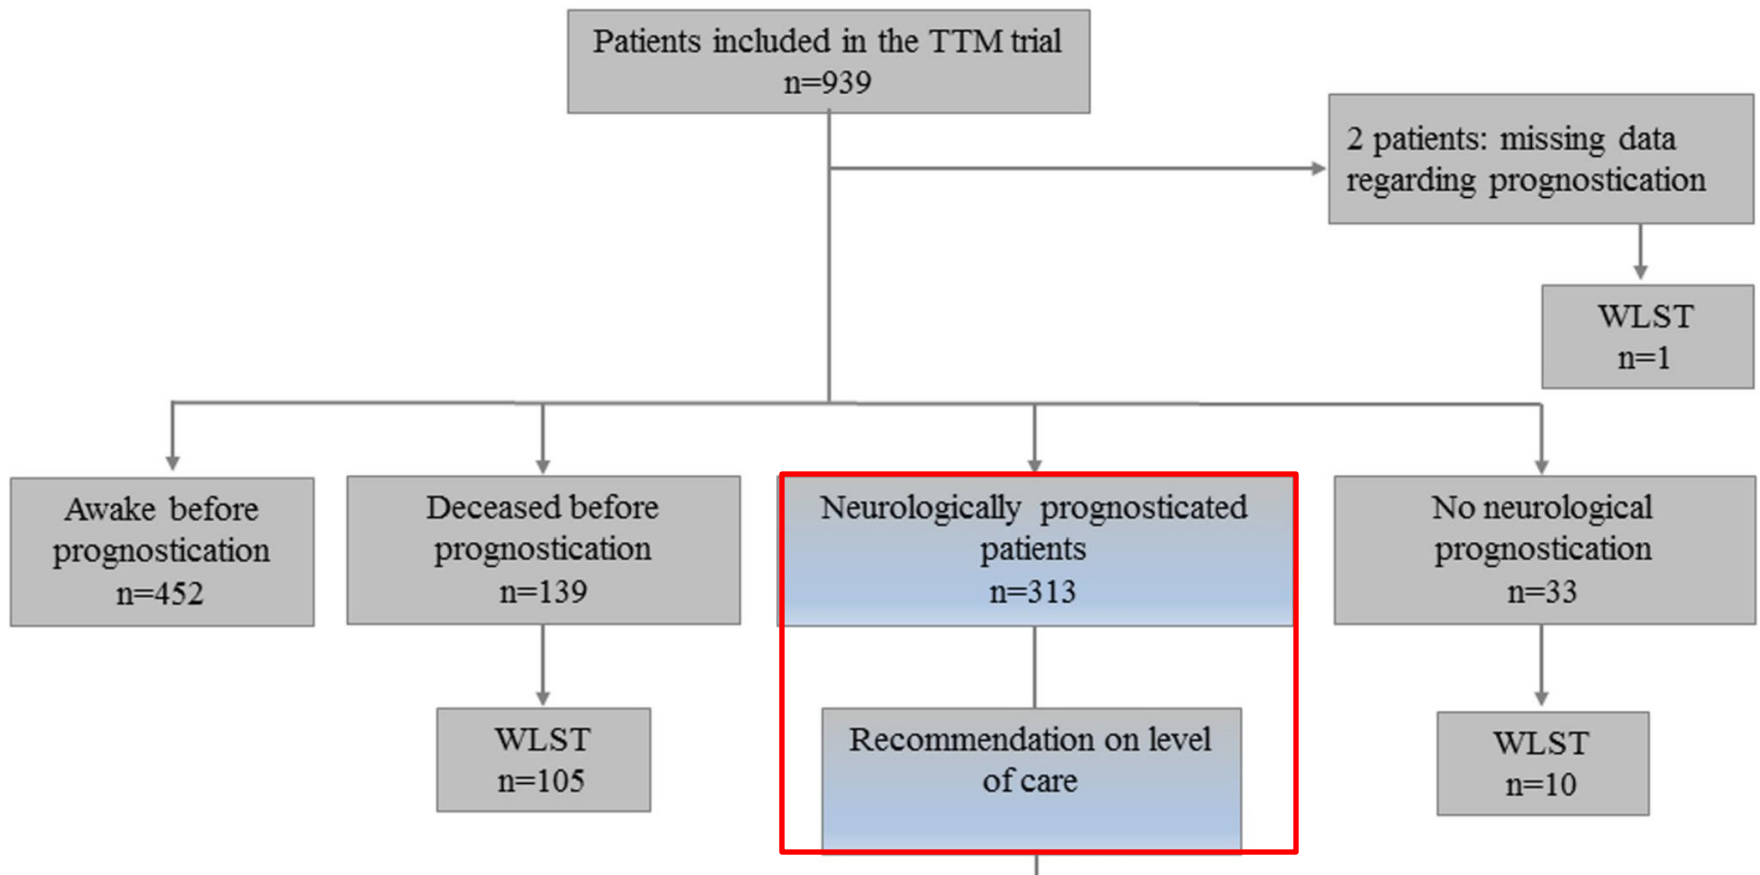 Patients included in the TTM trial
n=939
2 patients: missing data
regarding prognostication
WLST
n=1
Awake before
prognostication
n=452
Deceased before
prognostication
n=139
Neurologically prognosticated
patients
n=313
No neurological
prognostication
n=33
WLST
n=105
Recommendation on level
of care
WLST
n=10